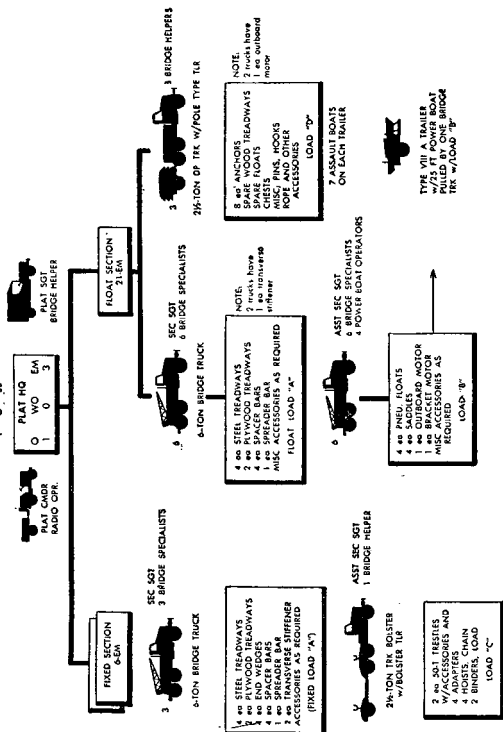 PLAT HQ
O WO EM
1 0 3
PLAT CMDR
RADIO OPR.
PLAT SGT
BRIDGE HELPER
FIXED SECTION
6-EM
FLOAT SECTION
21-EM
3
SEC SGT
3 BRIDGE SPECIALISTS
6-TON BRIDGE TRUCK
4 ea STEEL TREADWAYS
2 ea PLYWOOD TREADWAYS
4 ea END WEDGES
4 ea SPACER BARS
1 ea SPREADER BAR
2 ea TRANSVERSE STIFFENER
ACCESSORIES AS REQUIRED
(FIXED LOAD "A")
ASST SEC SGT
1 BRIDGE HELPER
2½-TON TRK BOLSTER
W/BOLSTER TLR
2 ea 50-T TRESTLES
W/ACCESSORIES AND
4 ADAPTERS
4 HOISTS, CHAIN
2 BINDERS, LOAD
LOAD "C"
6
SEC SGT
6 BRIDGE SPECIALISTS
6-TON BRIDGE TRUCK
4 ea STEEL TREADWAYS
2 ea PLYWOOD TREADWAYS
4 ea SPACER BARS
1 ea SPREADER BAR
MISC ACCESSORIES AS REQUIRED
FLOAT LOAD "A"
NOTE:
2 trucks have
1 ea transverse
stiffener
6
ASST SEC SGT
6 BRIDGE SPECIALISTS
4 POWER BOAT OPERATORS
4 ea PNEU. FLOATS
4 ea SADDLES
1 ea OUTBOARD MOTOR
1 ea BRACKET MOTOR
MISC ACCESSORIES AS
REQUIRED
LOAD "B"
3
3 BRIDGE HELPERS
2½-TON DP TRK W/POLE TYPE TLR
8 ea' ANCHORS
SPARE WOOD TREADWAYS
SPARE FLOATS
CHESTS
MISC, PINS, HOOKS
ROPE AND OTHER
ACCESSORIES
LOAD "D"
NOTE:
2 trucks have
1 ea outboard
motor
7 ASSAULT BOATS
ON EACH TRAILER
TYPE VIII A TRAILER
W/25 FT POWER BOAT
PULLED BY ONE BRIDGE
TRK W/LOAD "B"